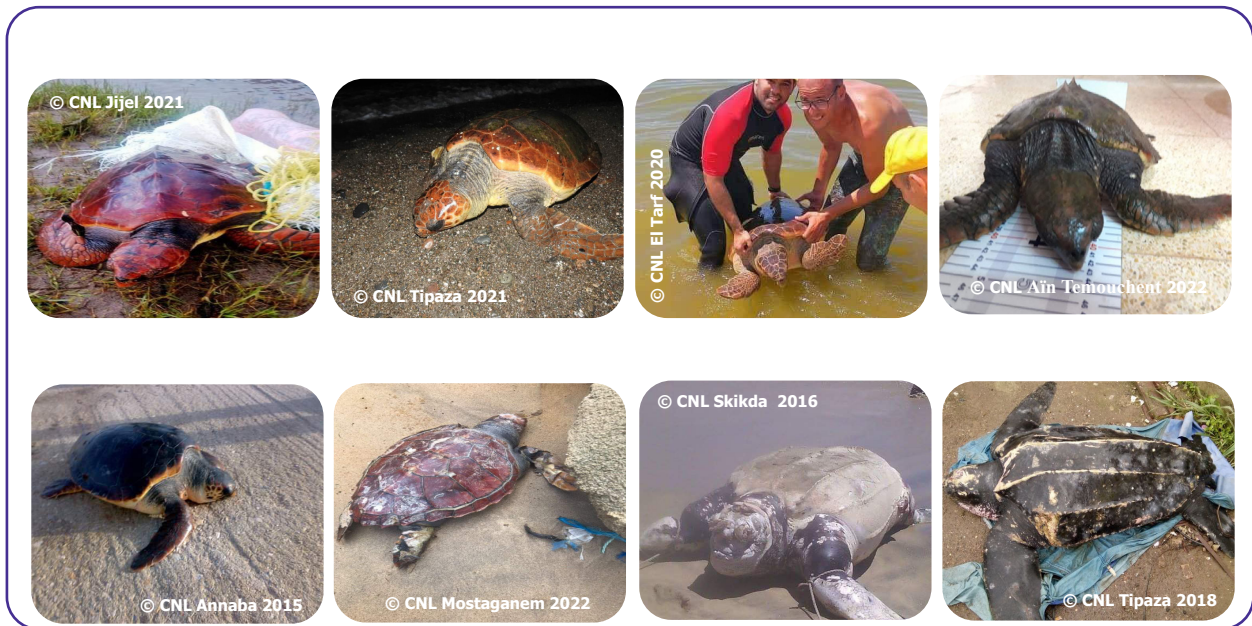 © CNL Jijel 2021
© CNL Tipaza 2021
© CNL El Tarf 2020
© CNL Aïn Temouchent 2022
© CNL Annaba 2015
© CNL Mostaganem 2022
© CNL Skikda 2016
© CNL Tipaza 2018